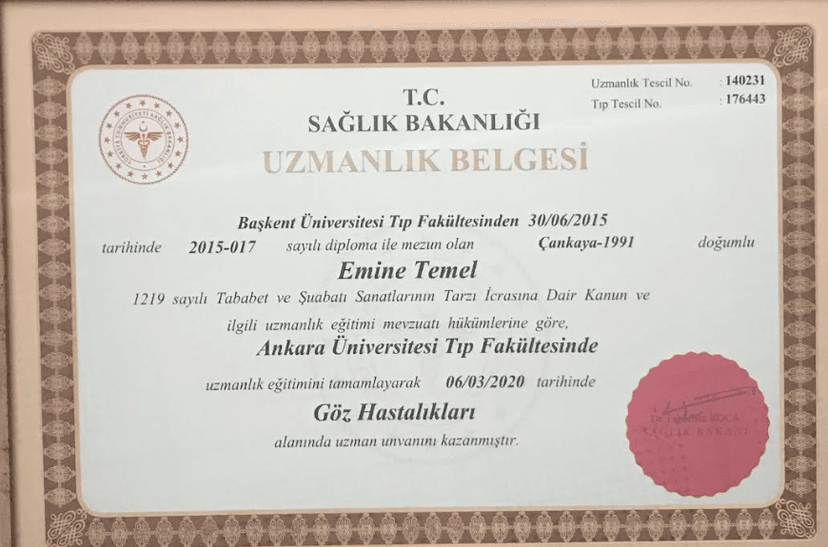 Uzmanlık Tescil No. : 140231
Tıp Tescil No. : 176443
T.C.
SAĞLIK BAKANLIĞI
UZMANLIK BELGESİ
Başkent Üniversitesi Tıp Fakültesinden 30/06/2015
tarihinde 2015-017 sayılı diploma ile mezun olan Çankaya-1991 doğumlu
Emine Temel
1219 sayılı Tababet ve Şuabatı Sanatlarının Tarzı İcrasına Dair Kanun ve
ilgili uzmanlık eğitimi mevzuatı hükümlerine göre,
Ankara Üniversitesi Tıp Fakültesinde
uzmanlık eğitimini tamamlayarak 06/03/2020 tarihinde
Göz Hastalıkları
alanında uzman unvanını kazanmıştır.
KOCA
SAĞLIK BAKANI